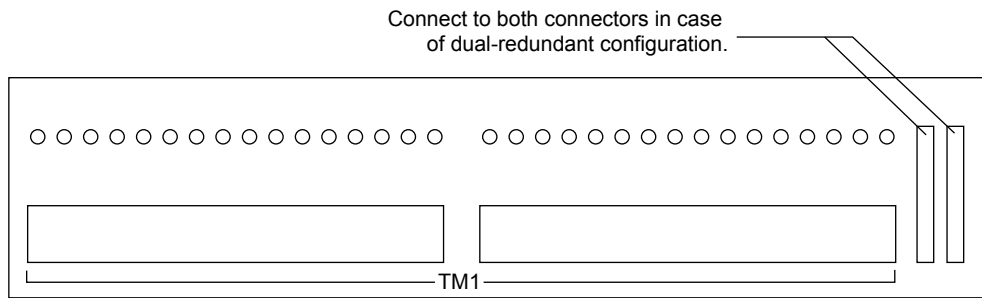 Connect to both connectors in case
of dual-redundant configuration.
TM1